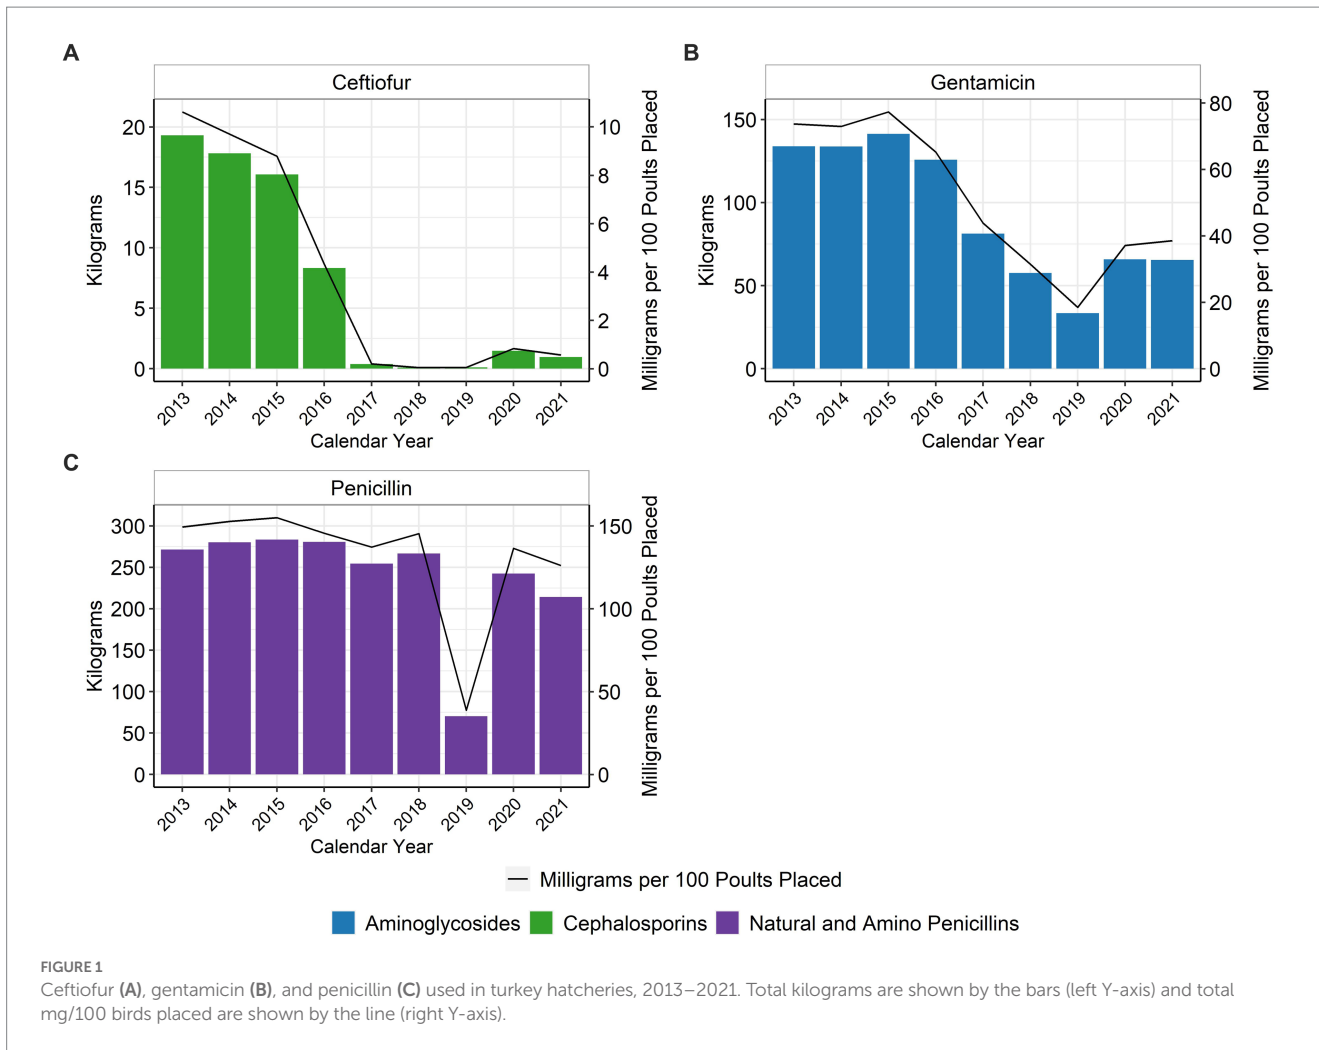 A
Ceftiofur
Kilograms
20
15
10
5
0
10
8
6
4
2
0
Milligrams per 100 Poults Placed
2013 2014 2015 2016 2017 2018 2019 2020 2021
Calendar Year
B
Gentamicin
Kilograms
150
100
50
0
80
60
40
20
0
Milligrams per 100 Poults Placed
2013 2014 2015 2016 2017 2018 2019 2020 2021
Calendar Year
C
Penicillin
Kilograms
300
250
200
150
100
50
0
150
100
50
0
Milligrams per 100 Poults Placed
2013 2014 2015 2016 2017 2018 2019 2020 2021
Calendar Year
Milligrams per 100 Poults Placed
Aminoglycosides Cephalosporins Natural and Amino Penicillins
FIGURE 1
Ceftiofur (A), gentamicin (B), and penicillin (C) used in turkey hatcheries, 2013–2021. Total kilograms are shown by the bars (left Y-axis) and total
mg/100 birds placed are shown by the line (right Y-axis).